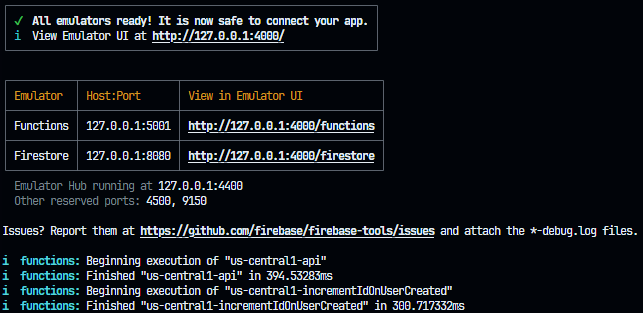 ✓ All emulators ready! It is now safe to connect your app.
i View Emulator UI at http://127.0.0.1:4000/
Emulator Host:Port View in Emulator UI
Functions 127.0.0.1:5001 http://127.0.0.1:4000/functions
Firestore 127.0.0.1:8080 http://127.0.0.1:4000/firestore
Emulator Hub running at 127.0.0.1:4400
Other reserved ports: 4500, 9150
Issues? Report them at https://github.com/firebase/firebase-tools/issues and attach the *-debug.log files.
i functions: Beginning execution of "us-central1-api"
i functions: Finished "us-central1-api" in 394.53283ms
i functions: Beginning execution of "us-central1-incrementIdOnUserCreated"
i functions: Finished "us-central1-incrementIdOnUserCreated" in 300.717332ms